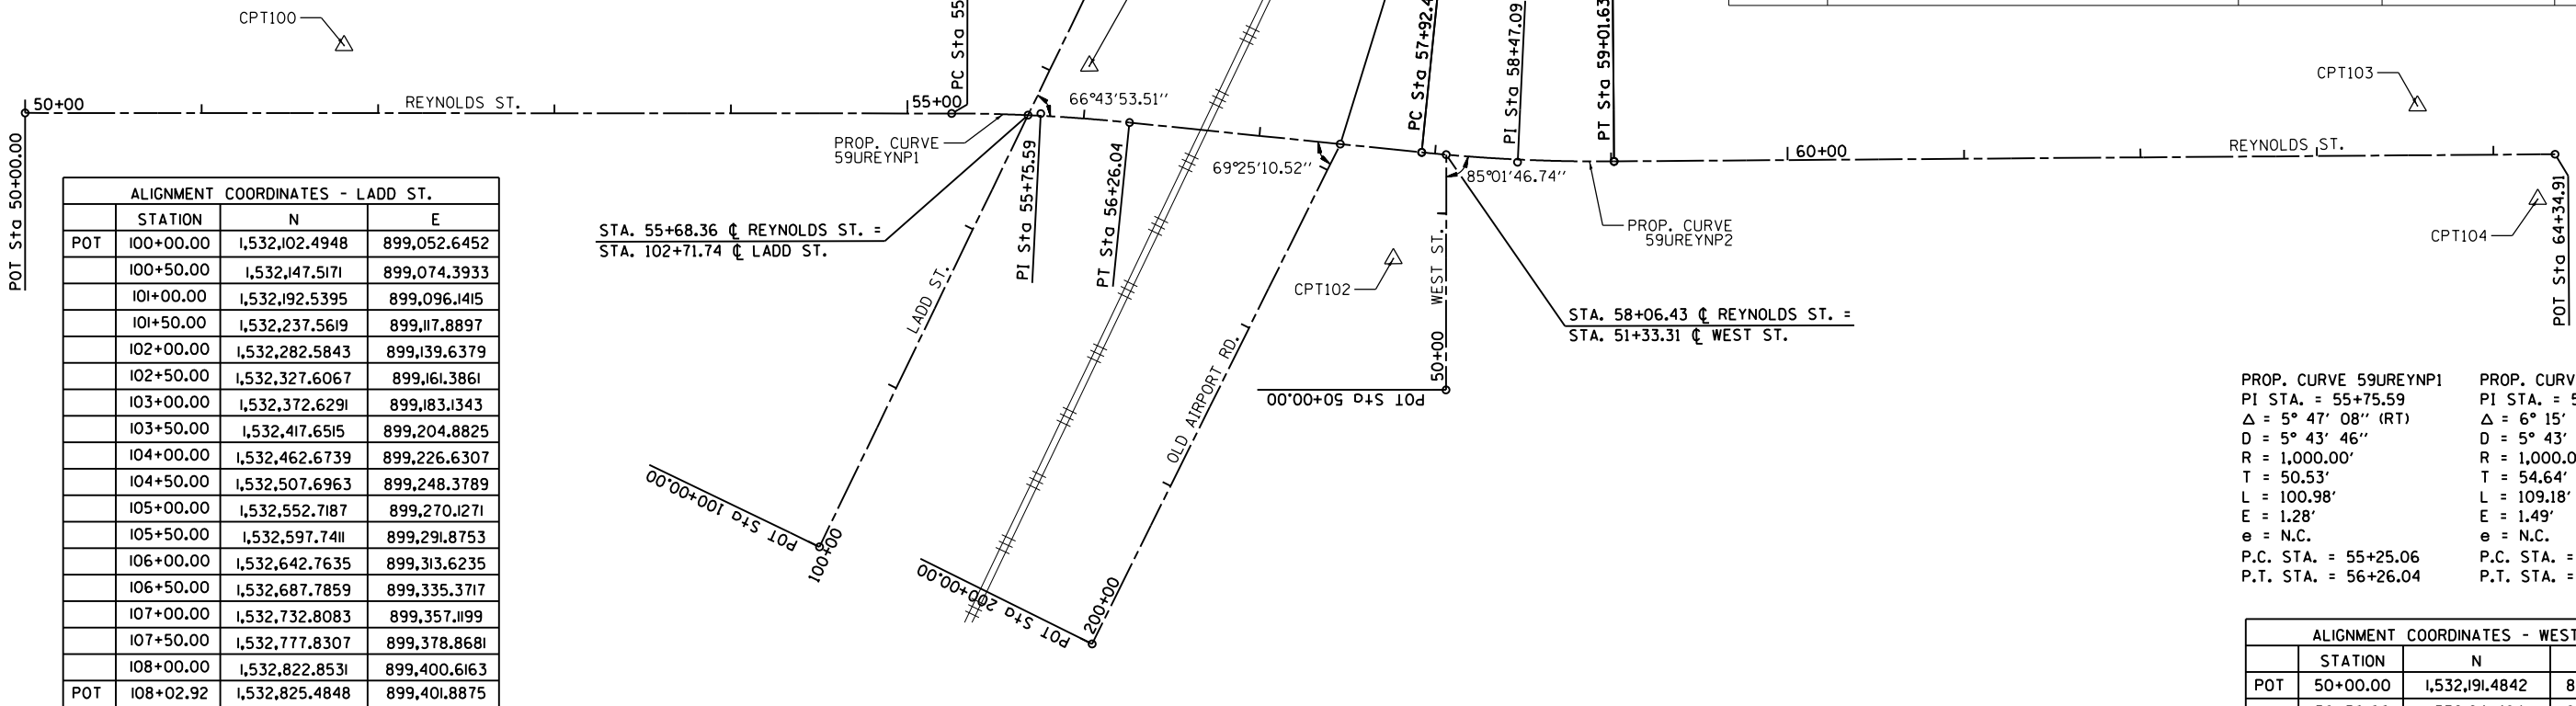 CPT100
PC Sta 55
PC Sta 57+92.4
PI Sta 58+47.09
PT Sta 59+01.63
CPT103
50+00
REYNOLDS ST.
55+00
66°43'53.51''
PROP. CURVE
59UREYNP1
69°25'10.52''
85°01'46.74''
60+00
REYNOLDS ST.
POT Sta 50+00.00
PI Sta 55+75.59
PT Sta 56+26.04
STA. 55+68.36 ℄ REYNOLDS ST. =
STA. 102+71.74 ℄ LADD ST.
LADD ST.
CPT102
WEST ST.
50+00
PROP. CURVE
59UREYNP2
CPT104
POT Sta 64+34.91
STA. 58+06.43 ℄ REYNOLDS ST. =
STA. 51+33.31 ℄ WEST ST.
OLD AIRPORT RD.
POT Sta 50+00.00
POT Sta 100+00.00
100+00
POT Sta 200+00.00
200+00
ALIGNMENT COORDINATES - LADD ST.
STATION N E
POT 100+00.00 1,532,102.4948 899,052.6452
100+50.00 1,532,147.5171 899,074.3933
101+00.00 1,532,192.5395 899,096.1415
101+50.00 1,532,237.5619 899,117.8897
102+00.00 1,532,282.5843 899,139.6379
102+50.00 1,532,327.6067 899,161.3861
103+00.00 1,532,372.6291 899,183.1343
103+50.00 1,532,417.6515 899,204.8825
104+00.00 1,532,462.6739 899,226.6307
104+50.00 1,532,507.6963 899,248.3789
105+00.00 1,532,552.7187 899,270.1271
105+50.00 1,532,597.7411 899,291.8753
106+00.00 1,532,642.7635 899,313.6235
106+50.00 1,532,687.7859 899,335.3717
107+00.00 1,532,732.8083 899,357.1199
107+50.00 1,532,777.8307 899,378.8681
108+00.00 1,532,822.8531 899,400.6163
POT 108+02.92 1,532,825.4848 899,401.8875
PROP. CURVE 59UREYNP1
PI STA. = 55+75.59
Δ = 5° 47' 08'' (RT)
D = 5° 43' 46''
R = 1,000.00'
T = 50.53'
L = 100.98'
E = 1.28'
e = N.C.
P.C. STA. = 55+25.06
P.T. STA. = 56+26.04
PROP. CURV
PI STA. = 5
Δ = 6° 15'
D = 5° 43'
R = 1,000.0
T = 54.64'
L = 109.18'
E = 1.49'
e = N.C.
P.C. STA. =
P.T. STA. =
ALIGNMENT COORDINATES - WEST
STATION N
POT 50+00.00 1,532,191.4842 8